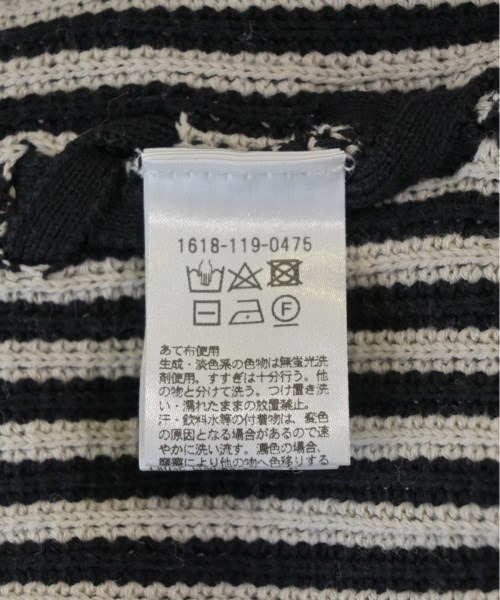 1618-119-0475
F
あて布使用
生成・淡色系の色物は無蛍光洗
剤使用。すすぎは十分行う。他
の物と分けて洗う。つけ置き洗
い・濡れたままの放置禁止。
汗・飲料水等の付着物は、変色
の原因となる場合があるので速
やかに洗い流す。濃色の場合、
摩擦により他の物へ色移りする